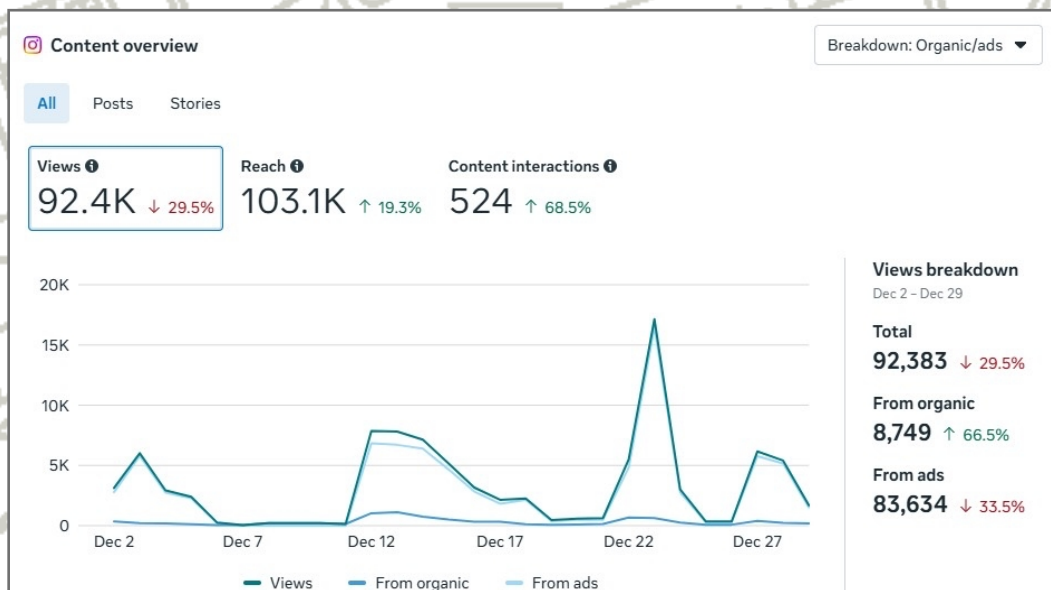 Content overview
Breakdown: Organic/ads
All Posts Stories
Views Reach Content interactions
92.4K ↓ 29.5% 103.1K ↑ 19.3% 524 ↑ 68.5%
20K
15K
10K
5K
0
Dec 2 Dec 7 Dec 12 Dec 17 Dec 22 Dec 27
Views From organic From ads
Views breakdown
Dec 2 - Dec 29
Total
92,383 ↓ 29.5%
From organic
8,749 ↑ 66.5%
From ads
83,634 ↓ 33.5%